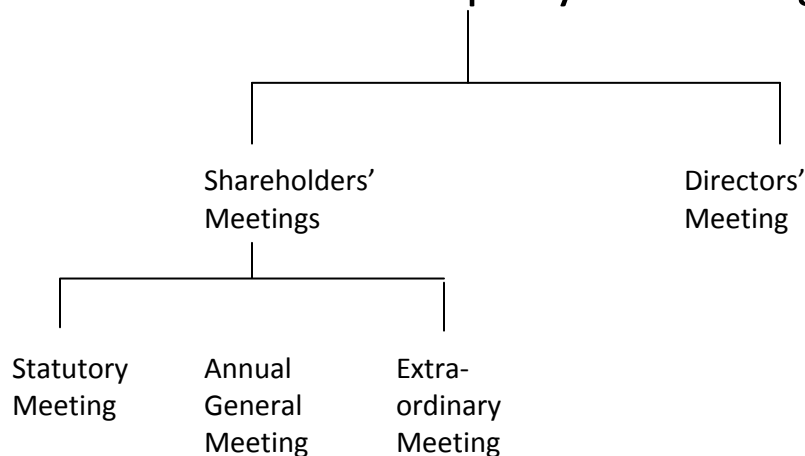 Shareholders’
Meetings
Directors’
Meeting
Statutory
Meeting
Annual
General
Meeting
Extra-
ordinary
Meeting